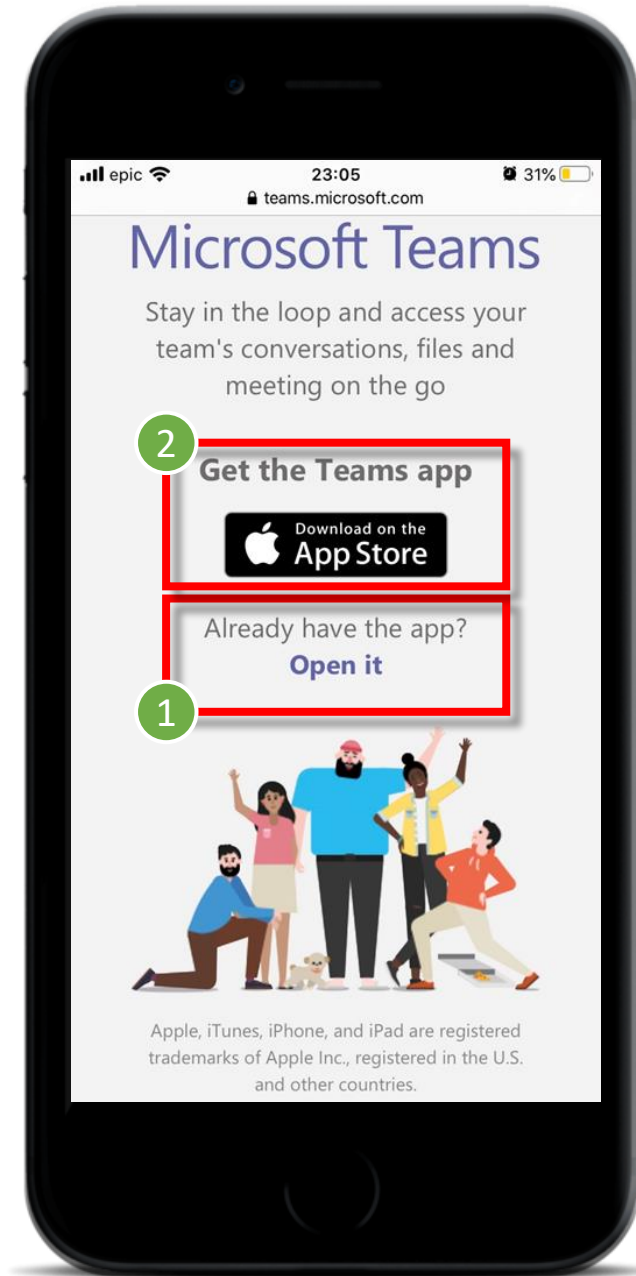 epic 23:05 31%
teams.microsoft.com
Microsoft Teams
Stay in the loop and access your
team's conversations, files and
meeting on the go
2
Get the Teams app
Download on the
App Store
Already have the app?
Open it
1
Apple, iTunes, iPhone, and iPad are registered
trademarks of Apple Inc., registered in the U.S.
and other countries.